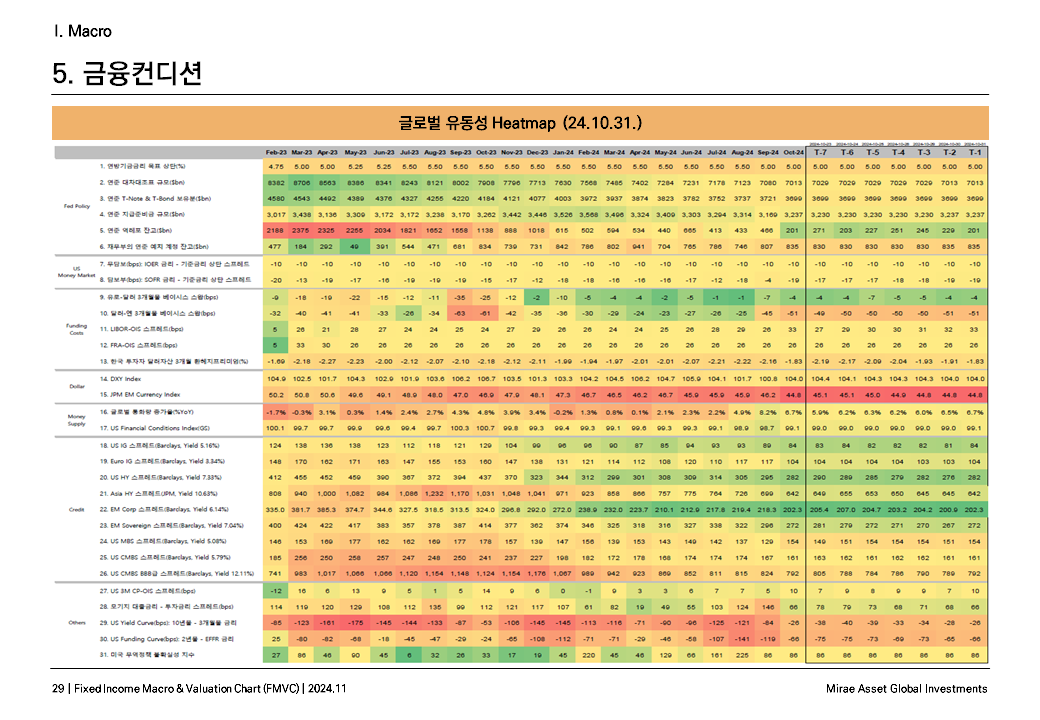 I. Macro
5. 금융컨디션
글로벌 유동성 Heatmap (24.10.31.)
Feb-23 Mar-23 Apr-23 May-23 Jun-23 Jul-23 Aug-23 Sep-23 Oct-23 Nov-23 Dec-23 Jan-24 Feb-24 Mar-24 Apr-24 May-24 Jun-24 Jul-24 Aug-24 Sep-24 Oct-24 T-7 T-6 T-5 T-4 T-3 T-2 T-1
Fed Policy
1. 연방기금금리 목표 상단(%) 4.75 5.00 5.00 5.25 5.25 5.50 5.50 5.50 5.50 5.50 5.50 5.50 5.50 5.50 5.50 5.50 5.50 5.50 5.50 5.00 5.00 5.00 5.00 5.00 5.00 5.00 5.00 5.00
2. 연준 대차대조표 규모($bn) 8382 8706 8563 8386 8341 8243 8121 8002 7908 7796 7713 7630 7568 7485 7402 7284 7231 7178 7123 7080 7013 7029 7029 7029 7029 7029 7013 7013
3. 연준 T-Note & T-Bond 보유분($bn) 4580 4543 4492 4389 4376 4327 4255 4220 4184 4121 4077 4003 3972 3937 3874 3823 3782 3752 3737 3721 3699 3699 3699 3699 3699 3699 3699 3699
4. 연준 지급준비금 규모($bn) 3,017 3,438 3,136 3,309 3,172 3,172 3,238 3,170 3,262 3,442 3,446 3,526 3,568 3,496 3,324 3,409 3,303 3,294 3,314 3,169 3,237 3,230 3,230 3,230 3,230 3,230 3,237 3,237
5. 연준 역레포 잔고($bn) 2188 2375 2325 2255 2034 1821 1652 1558 1138 888 1018 615 502 594 534 440 665 413 433 466 201 271 203 227 251 245 229 201
6. 재무부의 연준 예치 계정 잔고($bn) 477 184 292 49 391 544 471 681 834 739 731 842 786 802 941 704 765 786 746 807 835 830 830 830 830 830 835 835
US Money Market
7. 무담보(bps): IOER 금리 - 기준금리 상단 스프레드 -10 -10 -10 -10 -10 -10 -10 -10 -10 -10 -10 -10 -10 -10 -10 -10 -10 -10 -10 -10 -10 -10 -10 -10 -10 -10 -10 -10
8. 담보부(bps): SOFR 금리 - 기준금리 상단 스프레드 -20 -13 -19 -17 -16 -19 -19 -19 -15 -17 -12 -18 -18 -16 -16 -17 -12 -18 -4 -19 -17 -19 -18 -17 -18 -19 -17
Funding Costs
9. 유로-달러 3개월물 베이시스 스왑(bps) -9 -18 -19 -22 -15 -12 -11 -35 -25 -12 -2 -10 -5 -4 -4 -2 -5 -1 -1 -7 -4 -4 -4 -7 -5 -5 -4 -4
10. 달러-엔 3개월물 베이시스 스왑(bps) -32 -40 -41 -41 -33 -26 -34 -63 -61 -42 -35 -36 -30 -29 -24 -23 -27 -26 -25 -45 -51 -49 -50 -50 -50 -51 -50 -51
11. LIBOR-OIS 스프레드(bps) 5 26 21 28 27 24 24 25 24 27 29 26 26 24 24 25 26 28 29 26 33 27 29 30 30 31 32 33
12. FRA-OIS 스프레드(bps) 5 33 30 26 26 26 26 26 26 26 26 26 26 26 26 26 26 26 26 26 26 26 26 26 26 26 26 26
13. 한국 투자자 달러자산 3개월 환헤지프리미엄(%) -1.69 -2.18 -2.27 -2.23 -2.00 -2.12 -2.07 -2.10 -2.18 -2.12 -2.11 -1.99 -1.94 -1.97 -2.01 -2.01 -2.07 -2.21 -2.22 -2.16 -1.83 -2.19 -2.17 -2.09 -2.04 -1.93 -1.91 -1.83
Dollar
14. DXY Index 104.9 102.5 101.7 104.3 102.9 101.9 103.6 106.2 106.7 103.5 101.3 103.3 104.2 104.5 106.2 104.7 105.9 104.1 101.7 100.8 104.0 104.4 104.1 104.3 104.3 104.3 104.0 104.0
15. JPM EM Currency Index 50.2 50.8 50.6 49.6 49.1 48.9 48.0 47.0 46.9 47.9 48.1 47.3 46.7 46.5 46.2 46.7 45.9 45.9 45.9 46.2 44.8 45.1 45.1 45.0 44.9 44.8 44.8 44.8
Money Supply
16. 글로벌 통화량 증가율(%YoY) -1.7% -0.3% 3.1% 0.3% 1.4% 2.4% 2.7% 4.3% 4.8% 3.9% 3.4% -0.2% 1.3% 0.8% 0.1% 2.1% 2.3% 2.2% 4.9% 8.2% 6.7% 5.9% 6.2% 6.3% 6.2% 6.0% 6.5% 6.7%
17. US Financial Conditions Index(GS) 100.1 99.7 99.7 99.9 99.6 99.4 99.7 100.3 100.7 99.8 99.3 99.4 99.3 99.1 99.6 99.3 99.3 99.1 98.9 98.7 99.1 99.0 99.0 99.0 99.0 99.0 99.0 99.1
Credit
18. US IG 스프레드(Barclays, Yield 5.16%) 124 138 136 138 123 112 118 121 129 104 99 96 96 90 87 85 94 93 93 89 84 83 84 82 82 82 81 84
19. Euro IG 스프레드(Barclays, Yield 3.34%) 148 170 162 171 163 147 155 153 160 147 138 131 121 114 112 108 120 110 117 117 104 104 104 104 104 103 103 104
20. US HY 스프레드(Barclays, Yield 7.33%) 412 455 452 459 390 367 372 394 437 370 323 344 312 299 301 308 309 314 305 295 282 290 289 285 279 282 276 282
21. Asia HY 스프레드(JPM, Yield 10.63%) 808 940 1,000 1,082 984 1,086 1,232 1,170 1,031 1,048 1,041 971 923 858 866 757 775 764 726 699 642 649 655 653 650 645 645 642
22. EM Corp 스프레드(Barclays, Yield 6.14%) 335.0 381.7 385.3 374.7 344.6 327.5 318.5 313.5 324.0 296.8 292.0 272.0 238.9 232.0 223.7 210.1 212.9 217.8 219.4 218.3 202.3 205.4 207.0 204.7 203.2 204.2 200.9 202.3
23. EM Sovereign 스프레드(Barclays, Yield 7.04%) 400 424 422 417 383 357 378 387 414 377 362 374 346 325 318 316 327 338 322 296 272 281 279 272 271 270 267 272
24. US MBS 스프레드(Barclays, Yield 5.08%) 146 153 169 177 162 162 169 177 178 157 139 147 156 139 153 143 149 142 137 129 154 149 151 154 154 154 151 154
25. US CMBS 스프레드(Barclays, Yield 5.79%) 185 256 250 258 257 247 248 250 241 237 227 198 182 172 178 168 174 174 174 167 161 163 162 161 162 161 161 161
26. US CMBS BBB급 스프레드(Barclays, Yield 12.11%) 741 983 1,017 1,066 1,066 1,120 1,154 1,148 1,124 1,154 1,176 1,067 989 942 923 869 852 811 815 824 792 805 788 784 786 790 789 792
Others
27. US 3M CP-OIS 스프레드(bps) -12 16 6 13 9 5 1 5 14 9 6 0 -1 9 3 3 6 7 7 5 10 7 9 8 9 9 7 10
28. 모기지 대출금리 - 투자금리 스프레드(bps) 114 119 120 129 108 112 135 99 112 121 117 107 61 82 19 49 55 103 124 146 66 78 79 73 68 71 68 66
29. US Yield Curve(bps): 10년물 - 3개월물 금리 -85 -123 -161 -175 -145 -144 -133 -87 -53 -106 -145 -145 -113 -116 -71 -90 -96 -125 -121 -84 -26 -38 -40 -39 -33 -34 -28 -26
30. US Funding Curve(bps): 2년물 - EFFR 금리 25 -80 -82 -68 -18 -45 -47 -29 -24 -65 -108 -112 -71 -71 -29 -46 -58 -107 -141 -119 -66 -75 -75 -73 -69 -73 -65 -66
31. 미국 무역정책 불확실성 지수 27 86 46 90 45 6 32 26 33 17 19 45 220 45 46 129 66 161 225 86 86 86 86 86 86 86 86 86
29 | Fixed Income Macro & Valuation Chart (FMVC) | 2024.11
Mirae Asset Global Investments